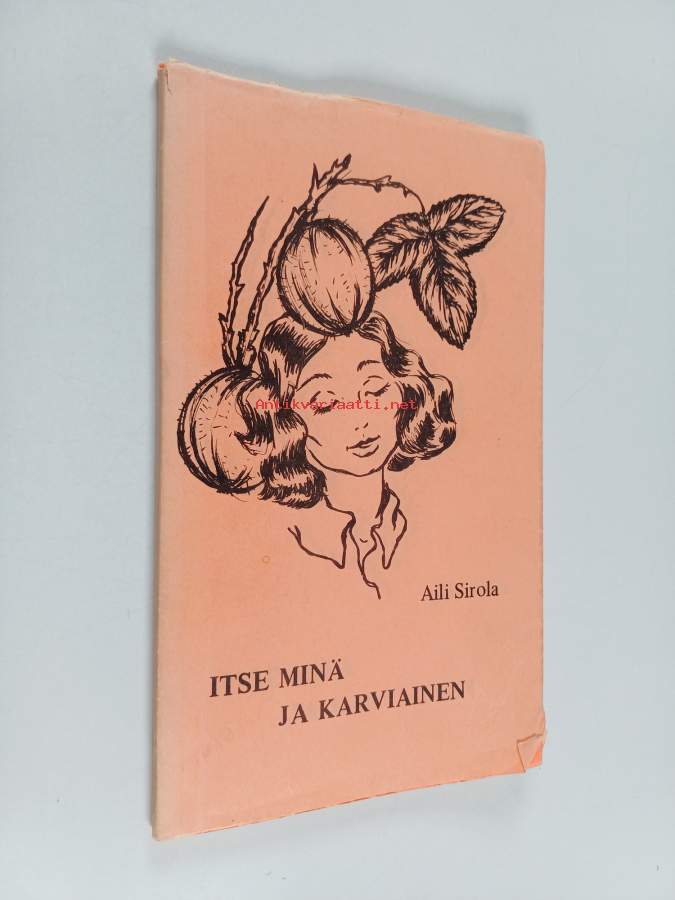 Antikvariaatti.net
Aili Sirola
ITSE MINÄ
JA KARVIAINEN